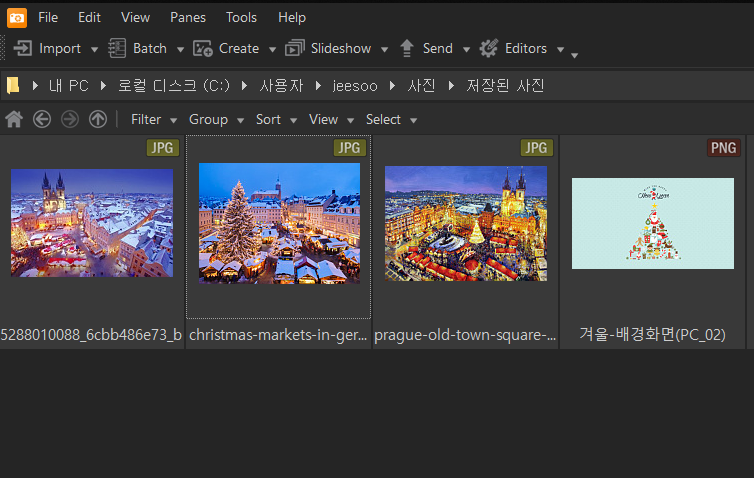 File Edit View Panes Tools Help
Import Batch Create Slideshow Send Editors
내 PC 로컬 디스크 (C:) 사용자 jeesoo 사진 저장된 사진
Filter Group Sort View Select
JPG JPG JPG PNG
5288010088_6cbb486e73_b christmas-markets-in-ger... prague-old-town-square-... 겨울-배경화면(PC_02)